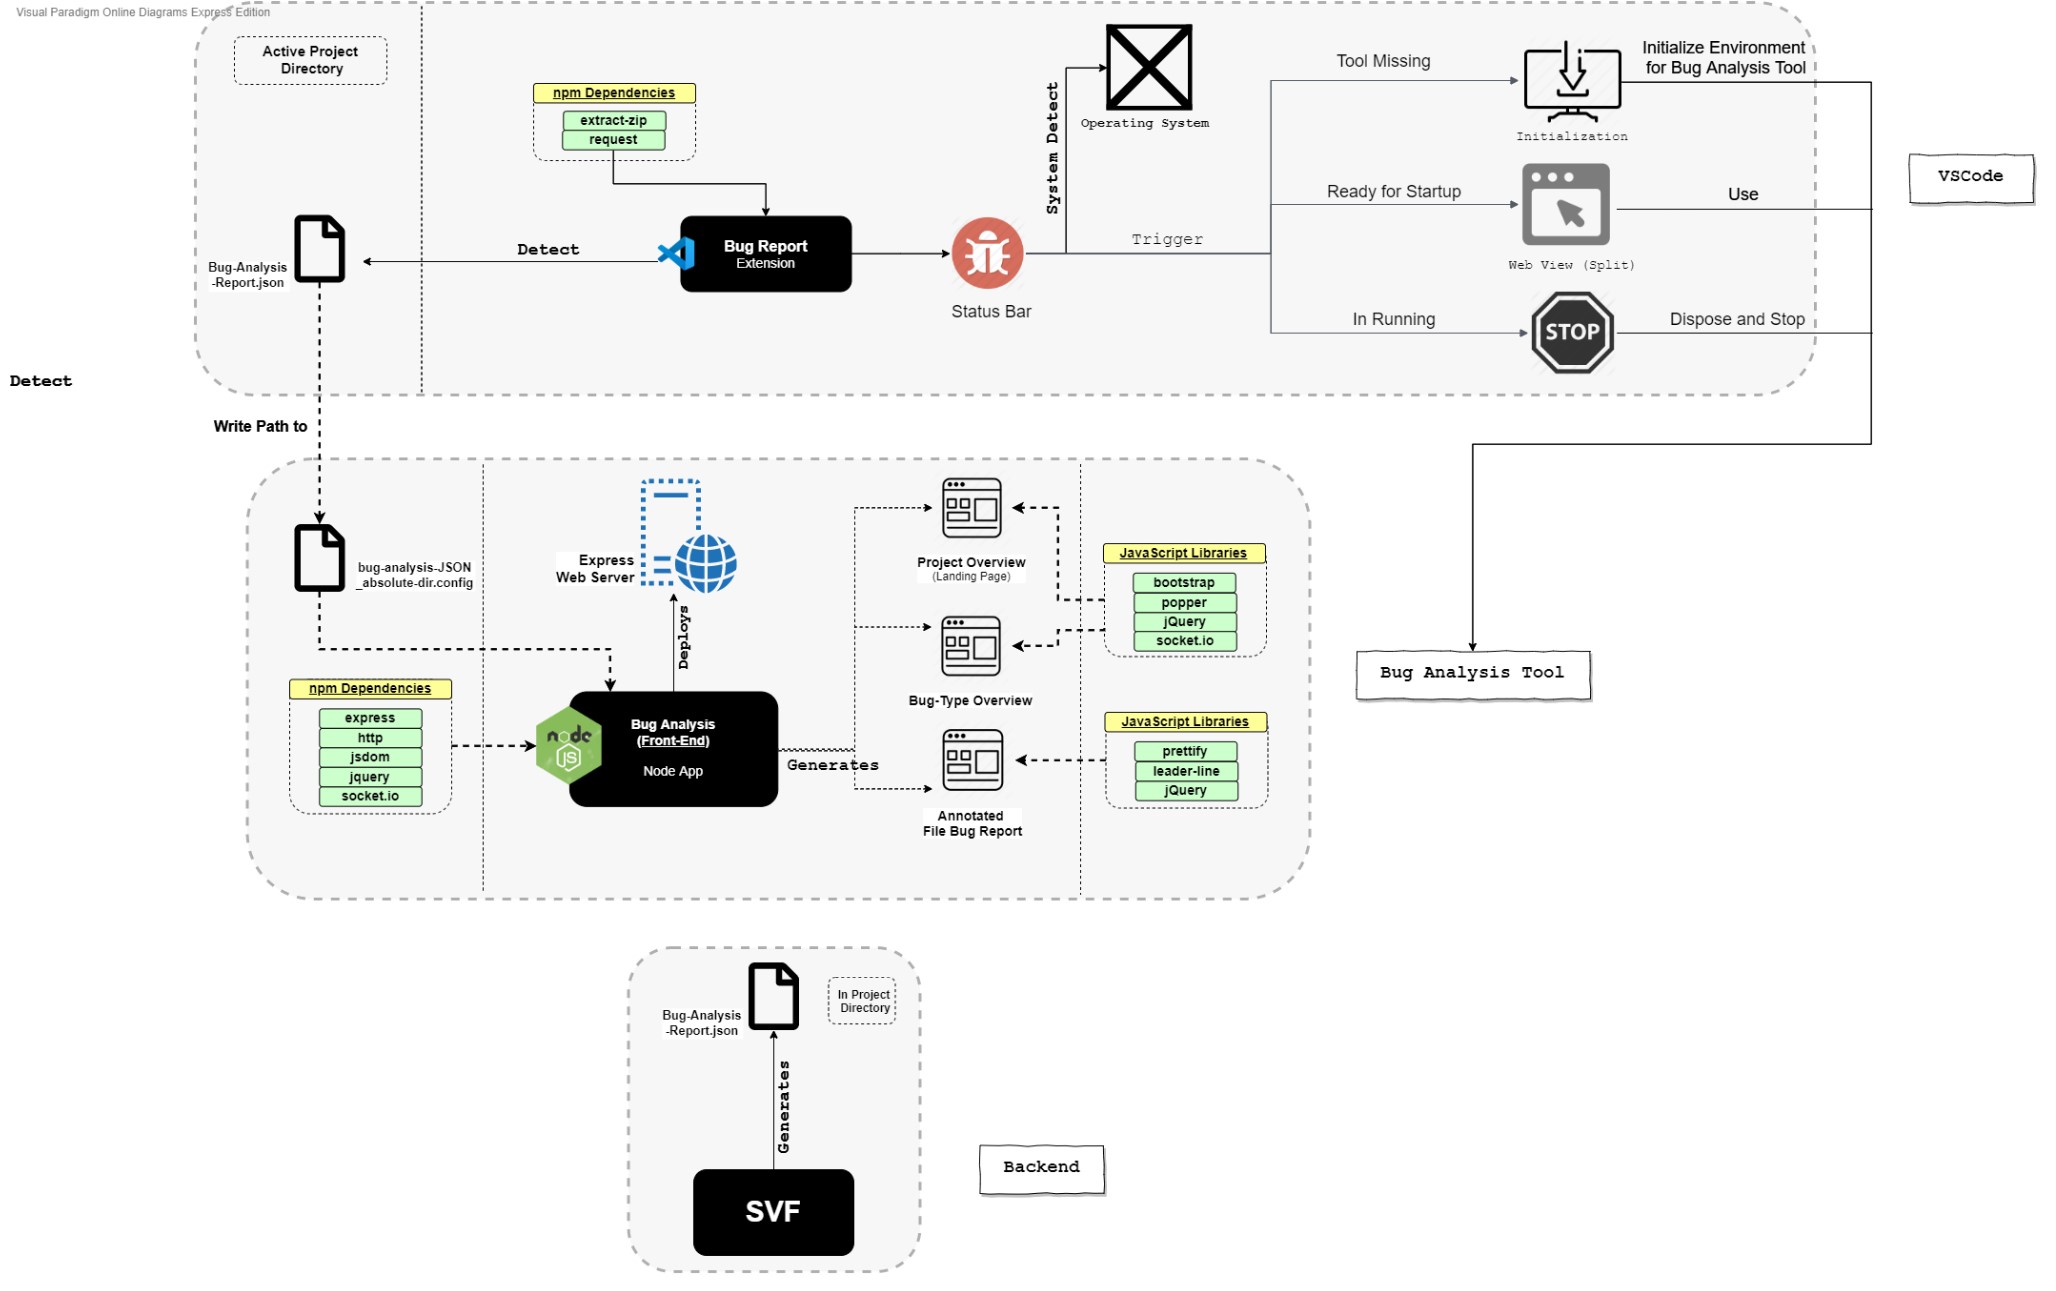 Visual Paradigm Online Diagrams Express Edition
Active Project
Directory
npm Dependencies
extract-zip
request
System Detect
Operating System
Tool Missing
Initialization
Initialize Environment
for Bug Analysis Tool
VSCode
Bug-Analysis
-Report.json
Detect
Bug Report
Extension
Status Bar
Trigger
Ready for Startup
Web View (Split)
Use
In Running
STOP
Dispose and Stop
Detect
Write Path to
bug-analysis-JSON
_absolute-dir.config
Express
Web Server
Deploys
Project Overview
(Landing Page)
JavaScript Libraries
bootstrap
popper
jQuery
socket.io
Bug-Type Overview
Bug Analysis Tool
npm Dependencies
express
http
jsdom
jquery
socket.io
node
JS
Bug Analysis
(Front-End)
Node App
Generates
Annotated
File Bug Report
JavaScript Libraries
prettify
leader-line
jQuery
Bug-Analysis
-Report.json
In Project
Directory
Generates
SVF
Backend